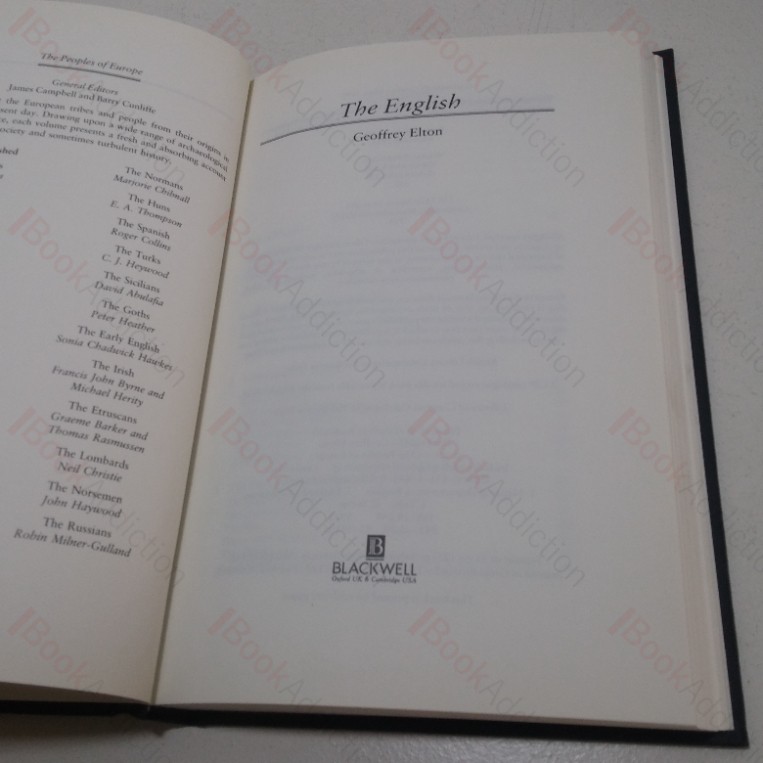 The Peoples of Europe
General Editors
James Campbell and Barry Cunliffe
the European tribes and people from their origins in
sent day. Drawing upon a wide range of archaeological
ce, each volume presents a fresh and absorbing account
society and sometimes turbulent history.
The Normans
Marjorie Chibnall
The Huns
E. A. Thompson
The Spanish
Roger Collins
The Turks
C. J. Heywood
The Sicilians
David Abulafia
The Goths
Peter Heather
The Early English
Sonia Chadwick Hawkes
The Irish
Francis John Byrne and
Michael Herity
The Etruscans
Graeme Barker and
Thomas Rasmussen
The Lombards
Neil Christie
The Norsemen
John Haywood
The Russians
Robin Milner-Gulland
The English
Geoffrey Elton
B
BLACKWELL
Oxford UK & Cambridge USA
BookAddiction